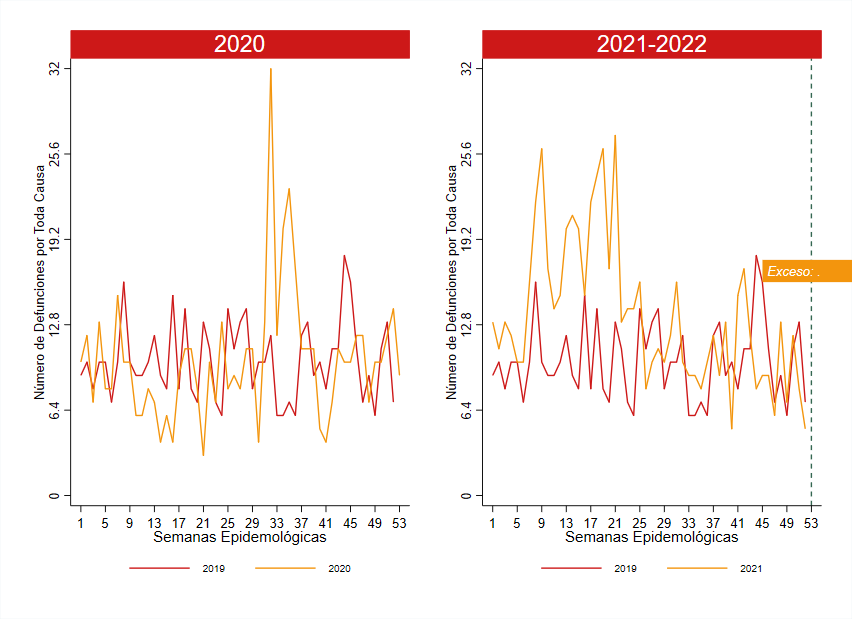 2020
Número de Defunciones por Toda Causa
32
25.6
19.2
12.8
6.4
0
1 5 9 13 17 21 25 29 33 37 41 45 49 53
Semanas Epidemológicas
2019 2020
2021-2022
Número de Defunciones por Toda Causa
32
25.6
19.2
12.8
6.4
0
Exceso: .
1 5 9 13 17 21 25 29 33 37 41 45 49 53
Semanas Epidemológicas
2019 2021